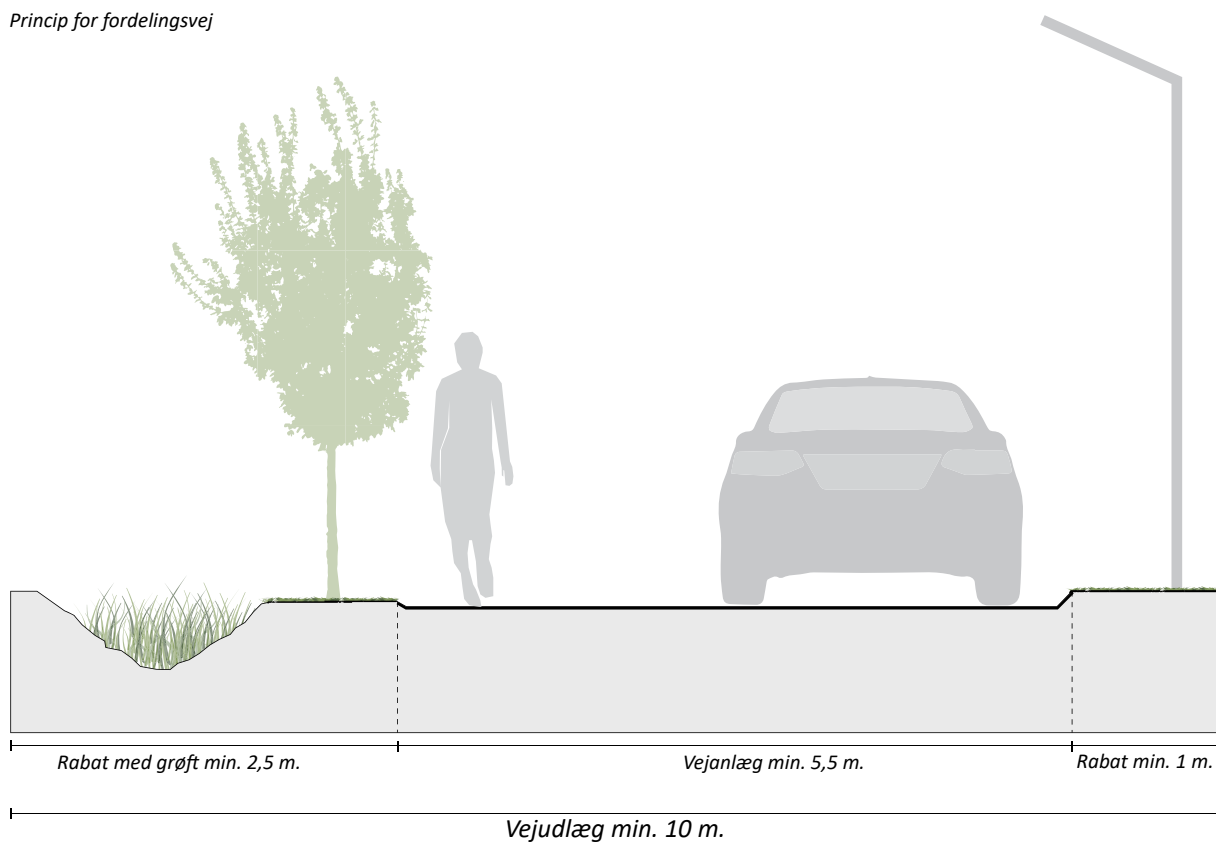 Princip for fordelingsvej
Rabat med grøft min. 2,5 m.
Vejanlæg min. 5,5 m.
Rabat min. 1 m.
Vejudlæg min. 10 m.